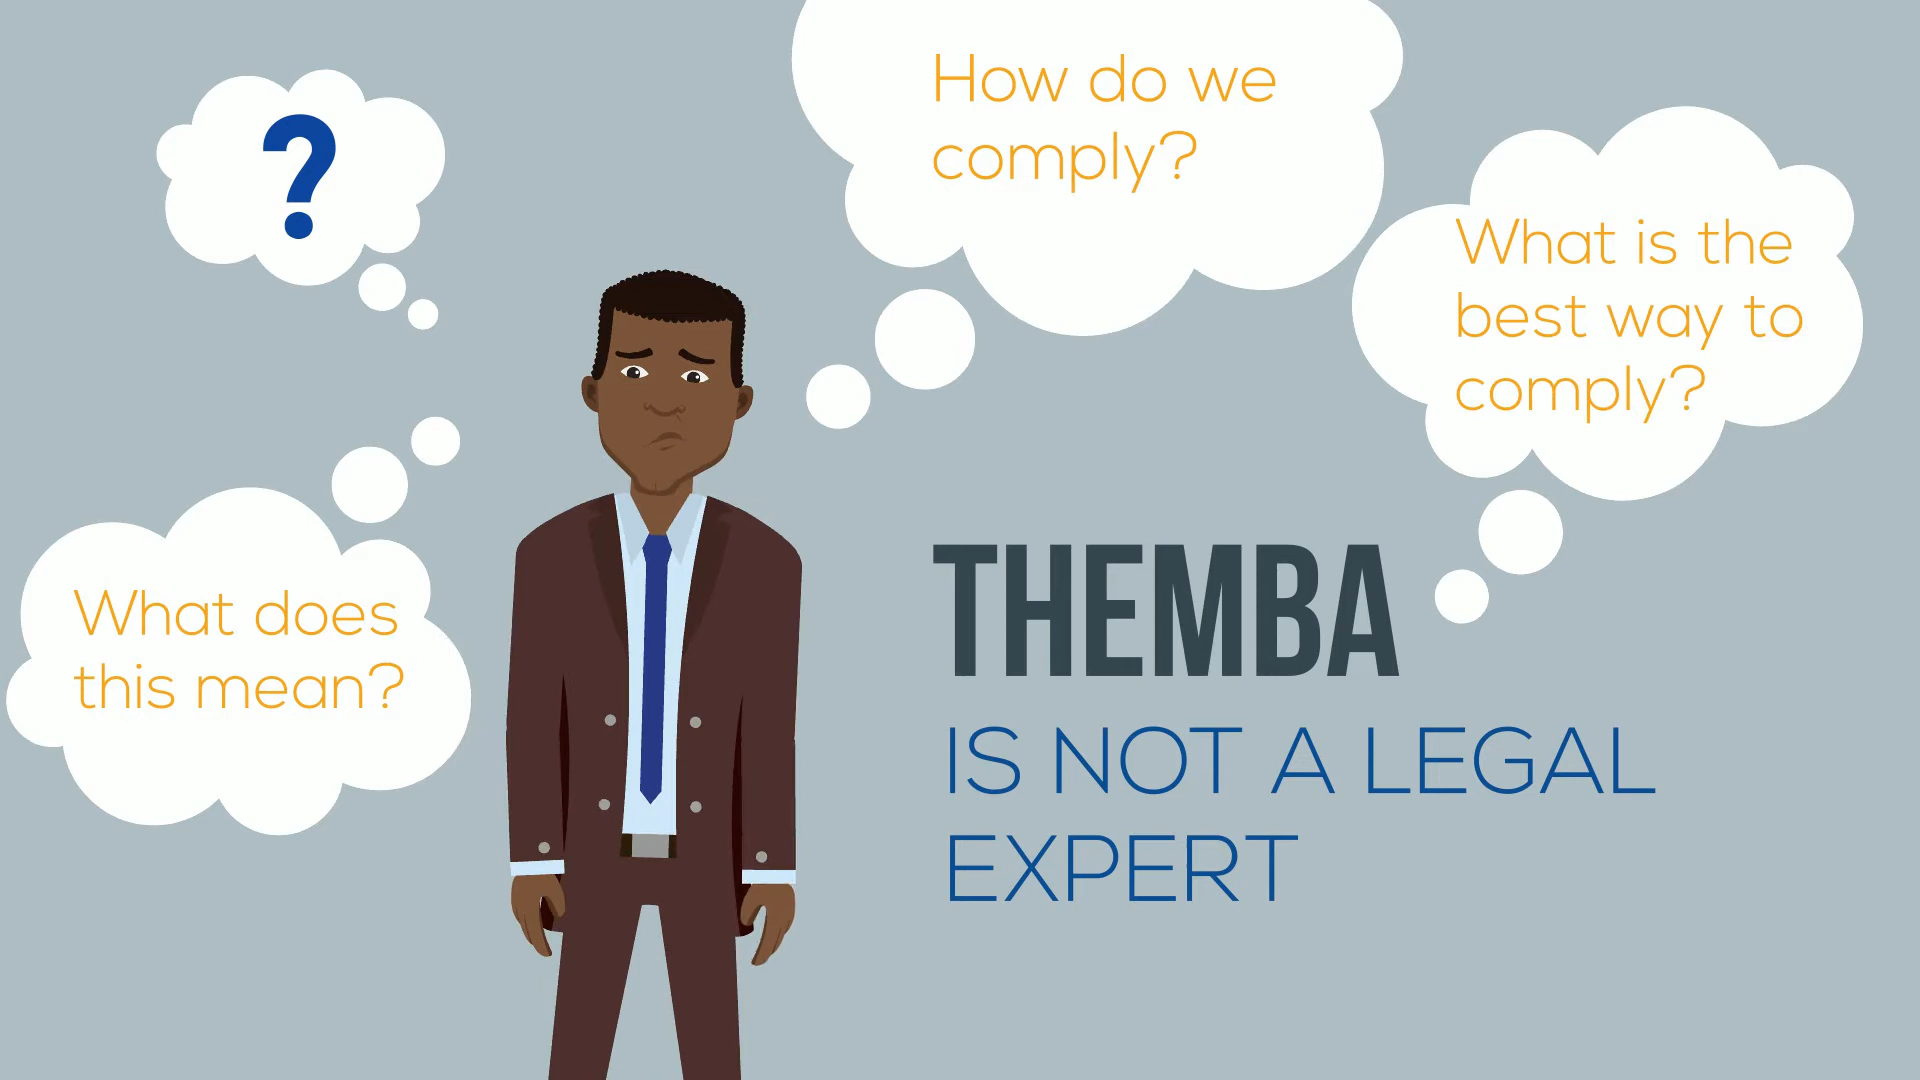 ?
How do we
comply?
What is the
best way to
comply?
What does
this mean?
THEMBA
IS NOT A LEGAL
EXPERT